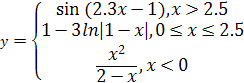 y = { sin (2.3x − 1), x > 2.5
1 − 3ln|1 − x|, 0 ≤ x ≤ 2.5
x²/(2 − x), x < 0